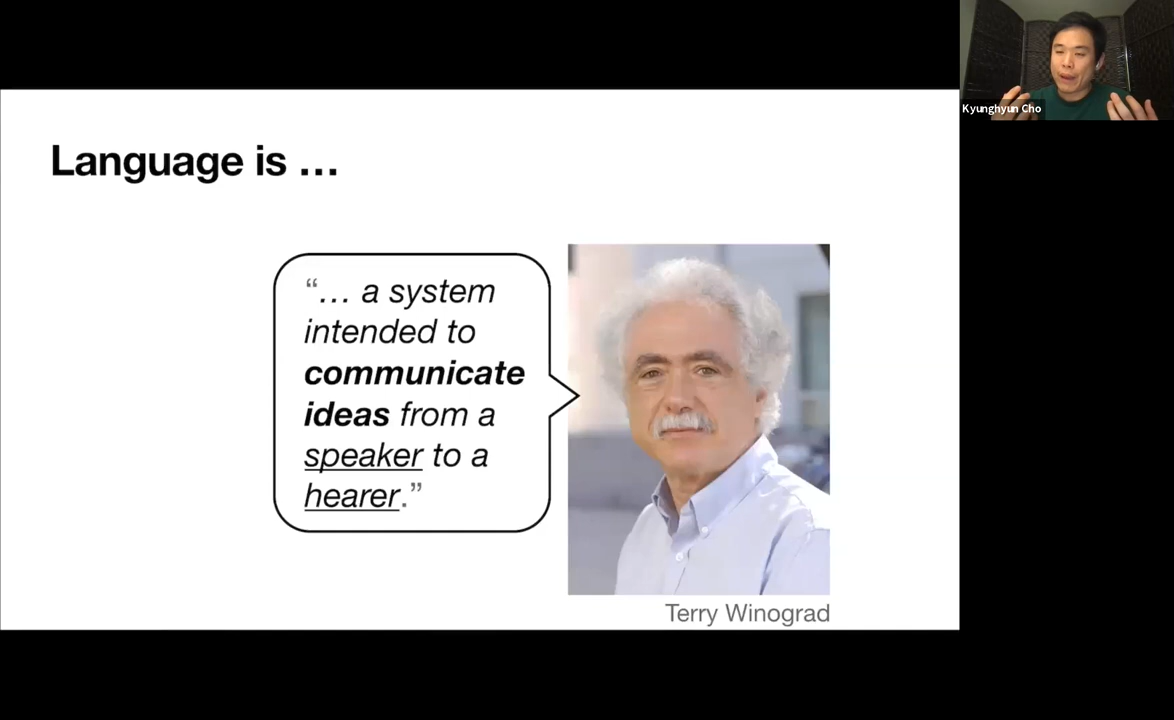 Language is …
“… a system
intended to
communicate
ideas from a
speaker to a
hearer.”
Terry Winograd
Kyunghyun Cho